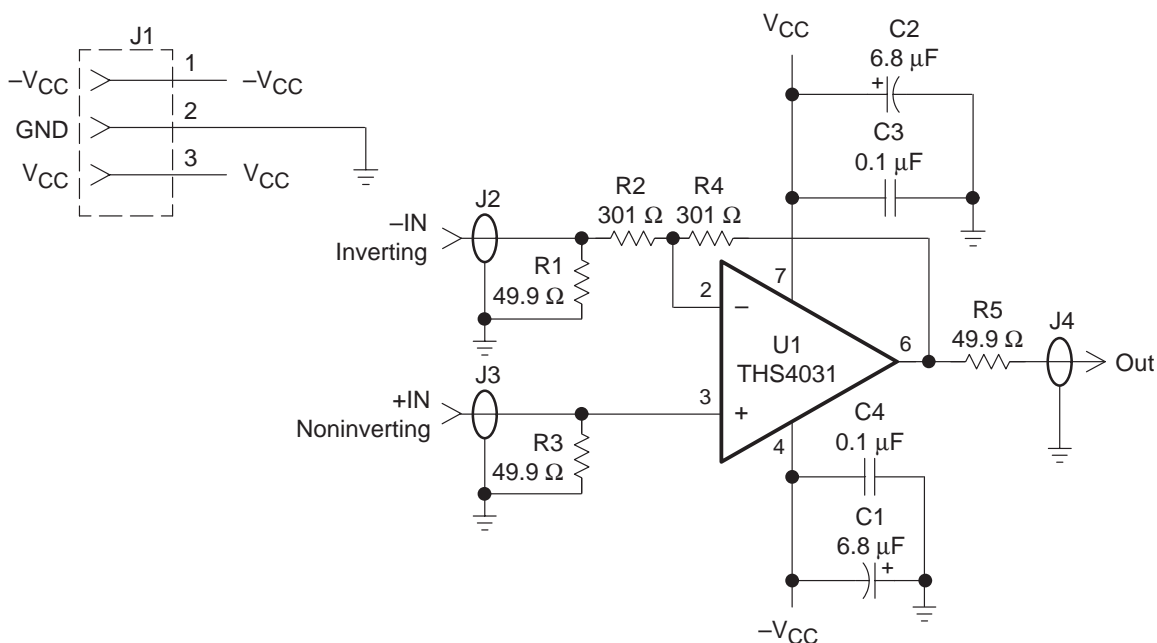 J1
–VCC
1
–VCC
GND
2
VCC
3
VCC
VCC
C2
6.8 μF
+
C3
0.1 μF
J2
–IN
Inverting
R1
49.9 Ω
R2
301 Ω
R4
301 Ω
7
2
–
U1
THS4031
6
R5
49.9 Ω
J4
Out
J3
+IN
Noninverting
3
+
R3
49.9 Ω
4
C4
0.1 μF
C1
6.8 μF
+
–VCC